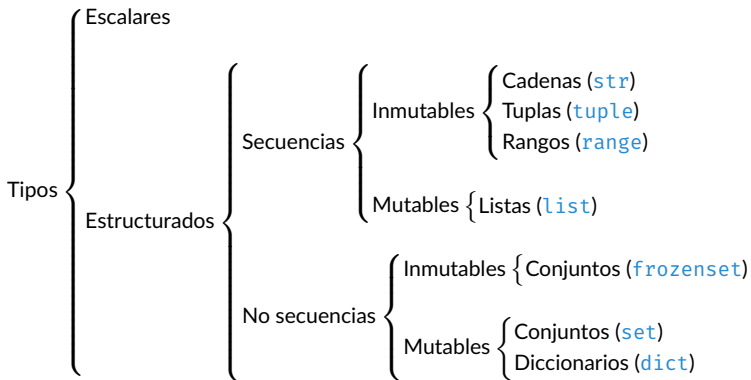 Tipos
Escalares
Estructurados
Secuencias
Inmutables
Cadenas (str)
Tuplas (tuple)
Rangos (range)
Mutables
Listas (list)
No secuencias
Inmutables
Conjuntos (frozenset)
Mutables
Conjuntos (set)
Diccionarios (dict)